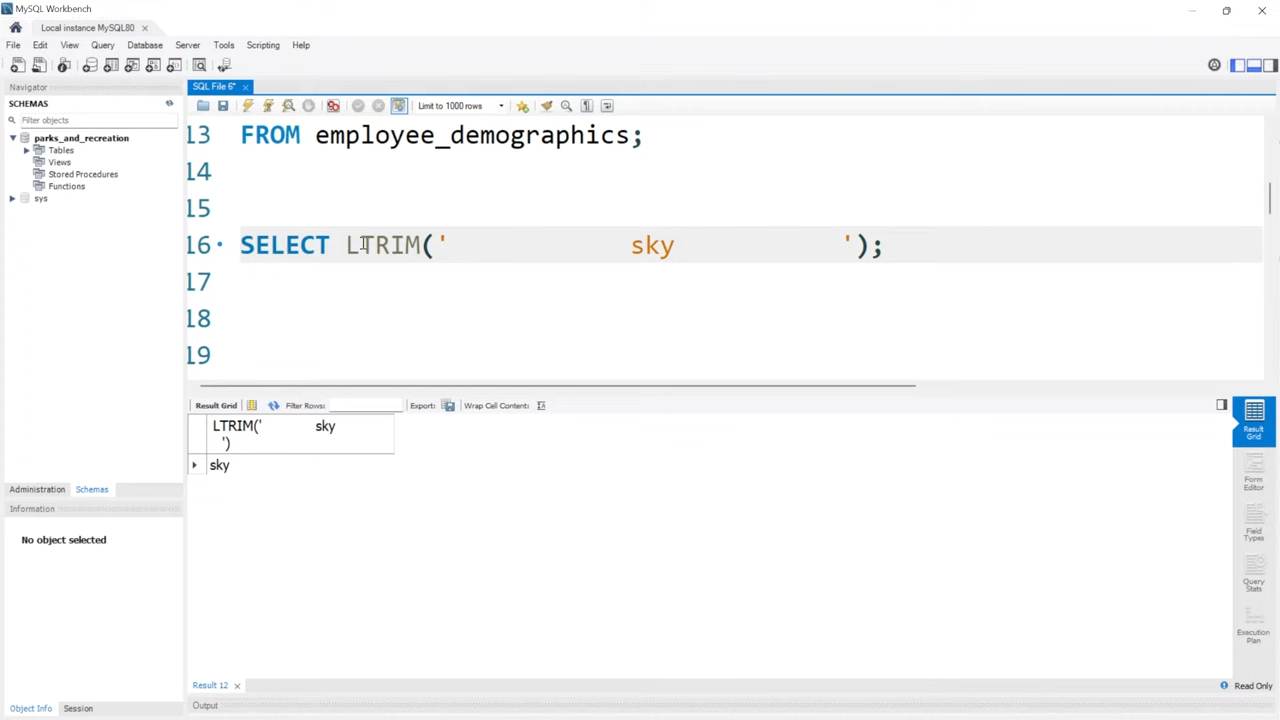 MySQL Workbench
Local instance MySQL80
File Edit View Query Database Server Tools Scripting Help
Navigator
SCHEMAS
Filter objects
parks_and_recreation
Tables
Views
Stored Procedures
Functions
sys
Administration Schemas
Information
No object selected
Object Info Session
SQL File 6*
Limit to 1000 rows
13 FROM employee_demographics;
14
15
16 SELECT LTRIM('            sky           ');
17
18
19
Result Grid Filter Rows: Export: Wrap Cell Content:
LTRIM('            sky
')
sky
Result Grid
Form Editor
Field Types
Query Stats
Execution Plan
Result 12
Read Only
Output